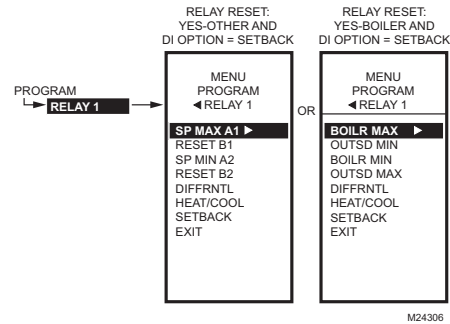 RELAY RESET:
YES-OTHER AND
DI OPTION = SETBACK
RELAY RESET:
YES-BOILER AND
DI OPTION = SETBACK
PROGRAM
RELAY 1
MENU
PROGRAM
◄RELAY 1
SP MAX A1 ►
RESET B1
SP MIN A2
RESET B2
DIFFRNTL
HEAT/COOL
SETBACK
EXIT
OR
MENU
PROGRAM
◄RELAY 1
BOILR MAX ►
OUTSD MIN
BOILR MIN
OUTSD MAX
DIFFRNTL
HEAT/COOL
SETBACK
EXIT
M24306